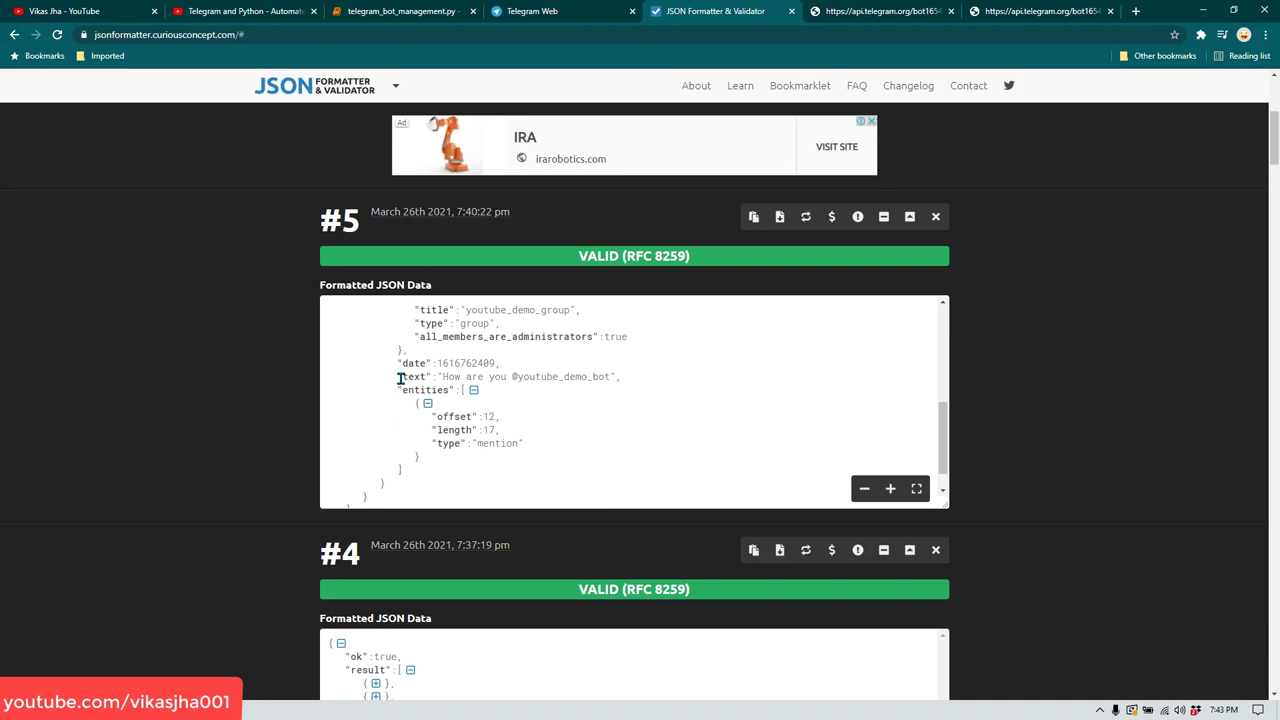 Vikas Jha - YouTube
Telegram and Python - Automate
telegram_bot_management.py -
Telegram Web
JSON Formatter & Validator
https://api.telegram.org/bot1654
https://api.telegram.org/bot1654
jsonformatter.curiousconcept.com/#
Bookmarks
Imported
Other bookmarks
Reading list
JSON FORMATTER & VALIDATOR
About
Learn
Bookmarklet
FAQ
Changelog
Contact
Ad
IRA
irarobotics.com
VISIT SITE
#5
March 26th 2021, 7:40:22 pm
VALID (RFC 8259)
Formatted JSON Data
"title":"youtube_demo_group",
"type":"group",
"all_members_are_administrators":true
},
"date":1616762409,
"text":"How are you @youtube_demo_bot",
"entities":[
{
"offset":12,
"length":17,
"type":"mention"
}
]
}
}
#4
March 26th 2021, 7:37:19 pm
VALID (RFC 8259)
Formatted JSON Data
{
"ok":true,
"result":[
{ },
{ },
youtube.com/vikasjha001
7:43 PM